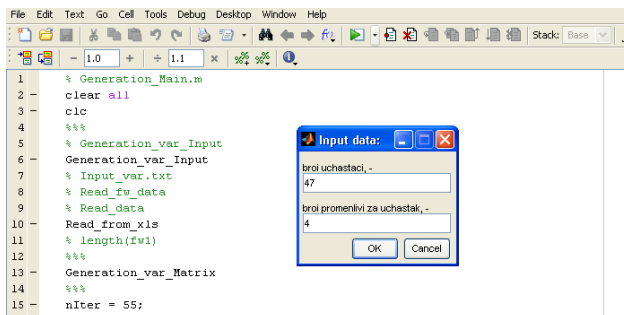 File Edit Text Go Cell Tools Debug Desktop Window Help
Stack: Base
- 1.0 + ÷ 1.1 ×
1 % Generation_Main.m
2 - clear all
3 - clc
4 %%%
5 % Generation_var_Input
6 - Generation_var_Input
7 % Input_var.txt
8 % Read_fw_data
9 % Read_data
10 - Read_from_xls
11 % length(fw1)
12 %%%
13 - Generation_var_Matrix
14 %%%
15 - nIter = 55;
Input data:
broi uchastaci, -
47
broi promenlivi za uchastak, -
4
OK Cancel